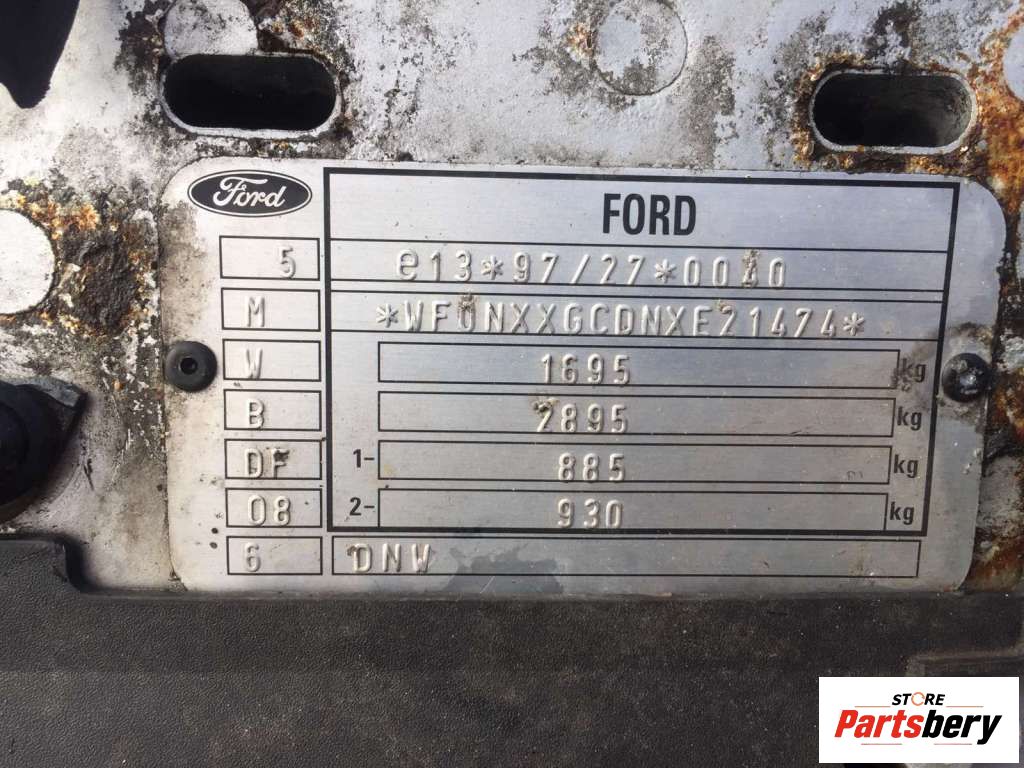 Ford
FORD
5 e13*97/27*0040
M *WF0NXXGCDNXE21474*
W 1695 kg
B 2895 kg
DF 1- 885 kg
08 2- 930 kg
6 DNW
STORE
Partsbery